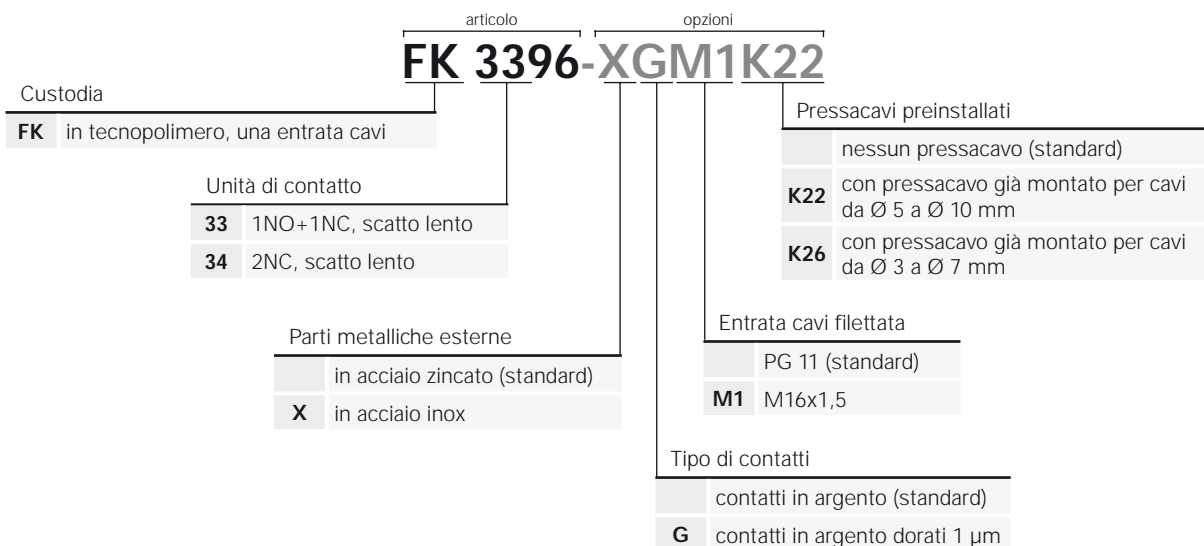 articolo
opzioni
FK 3396-XGM1K22
Custodia
FK in tecnopolimero, una entrata cavi
Unità di contatto
33 1NO+1NC, scatto lento
34 2NC, scatto lento
Parti metalliche esterne
in acciaio zincato (standard)
X in acciaio inox
Pressacavi preinstallati
nessun pressacavo (standard)
K22 con pressacavo già montato per cavi
da Ø 5 a Ø 10 mm
K26 con pressacavo già montato per cavi
da Ø 3 a Ø 7 mm
Entrata cavi filettata
PG 11 (standard)
M1 M16x1,5
Tipo di contatti
contatti in argento (standard)
G contatti in argento dorati 1 µm